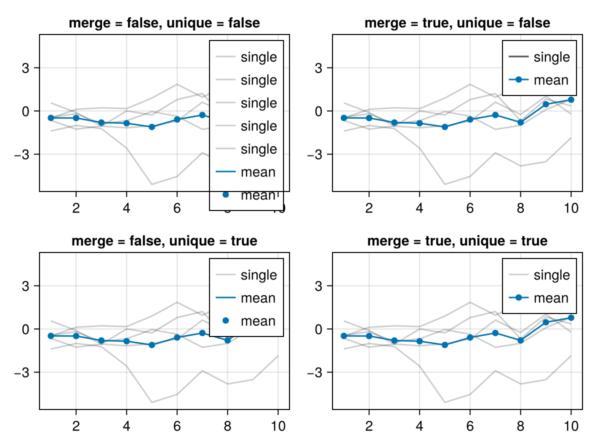 merge = false, unique = false
3
0
−3
single
single
single
single
single
mean
mean
2 4 6 8 10
merge = true, unique = false
3
0
−3
single
mean
2 4 6 8 10
merge = false, unique = true
3
0
−3
single
mean
mean
2 4 6 8 10
merge = true, unique = true
3
0
−3
single
mean
2 4 6 8 10